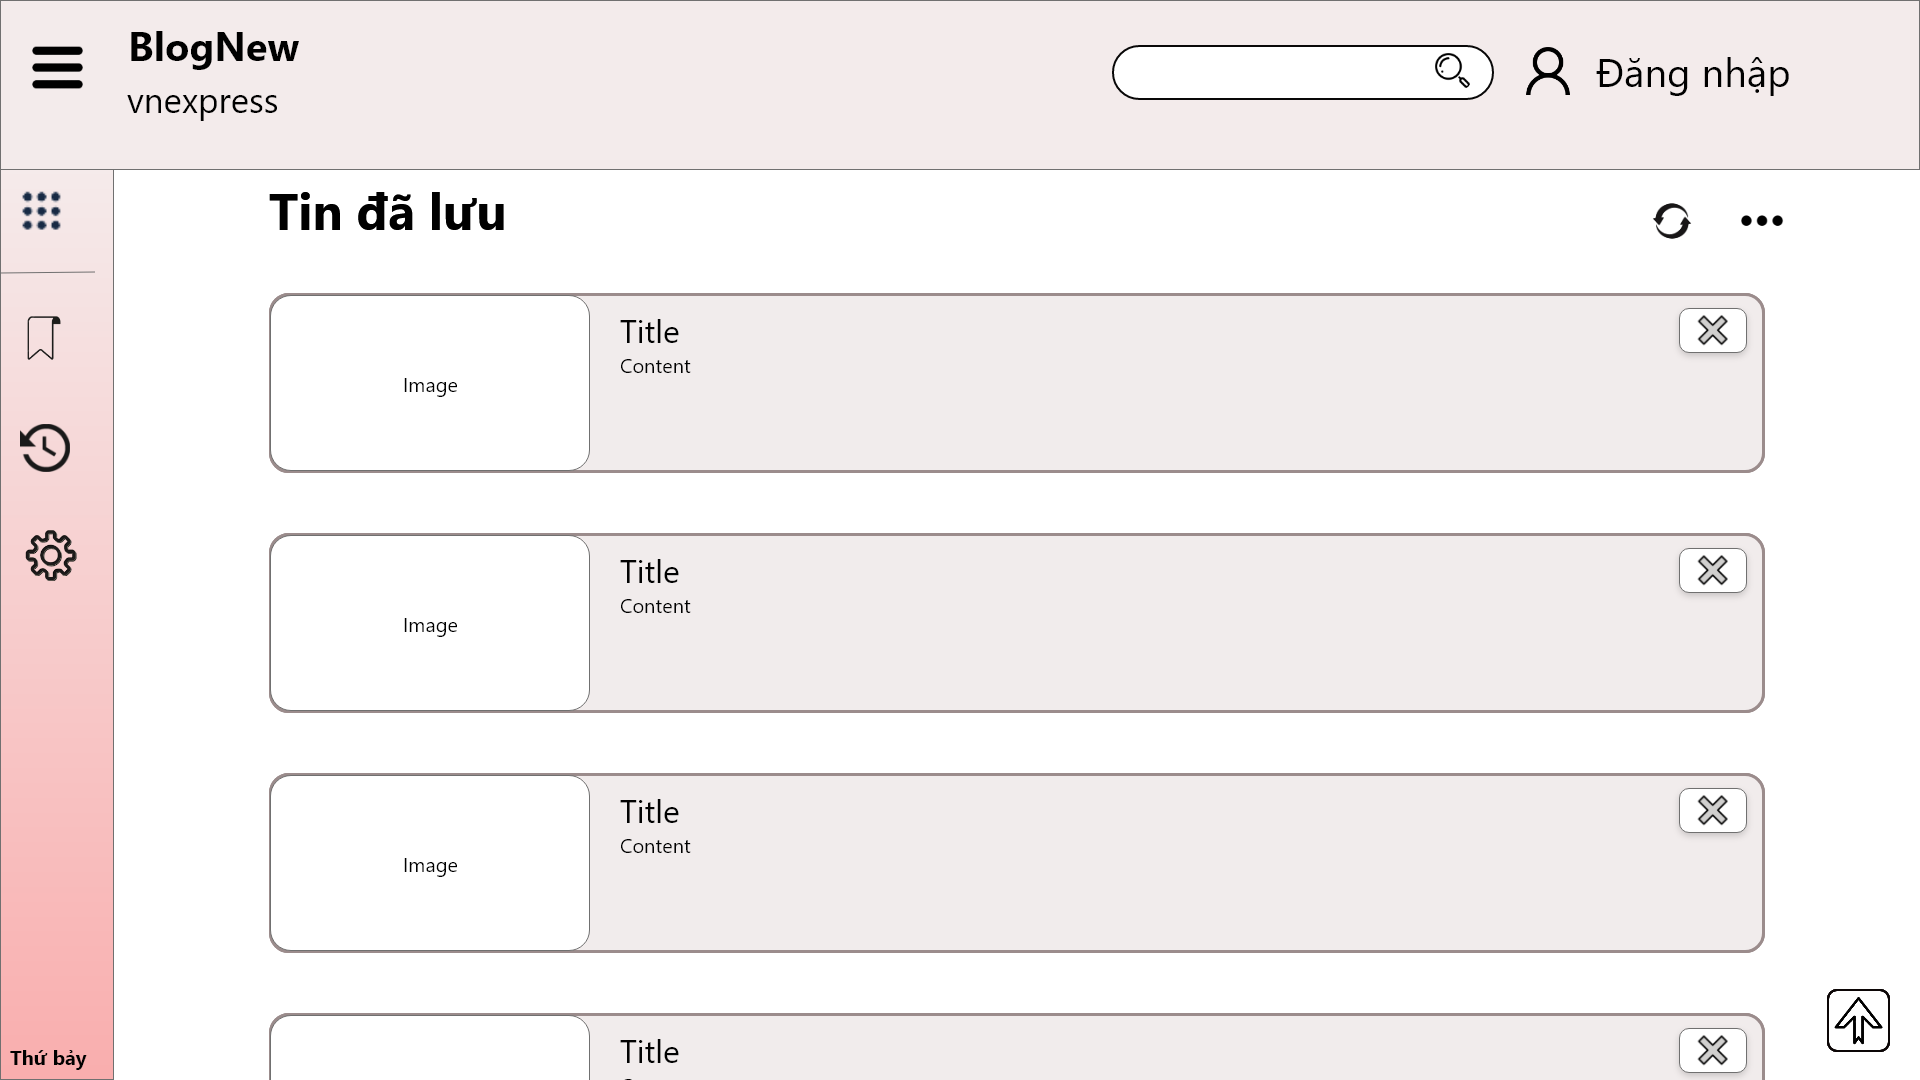 BlogNew
vnexpress
Đăng nhập
Tin đã lưu
Title
Content
Image
Title
Content
Image
Title
Content
Image
Title
Thứ bảy